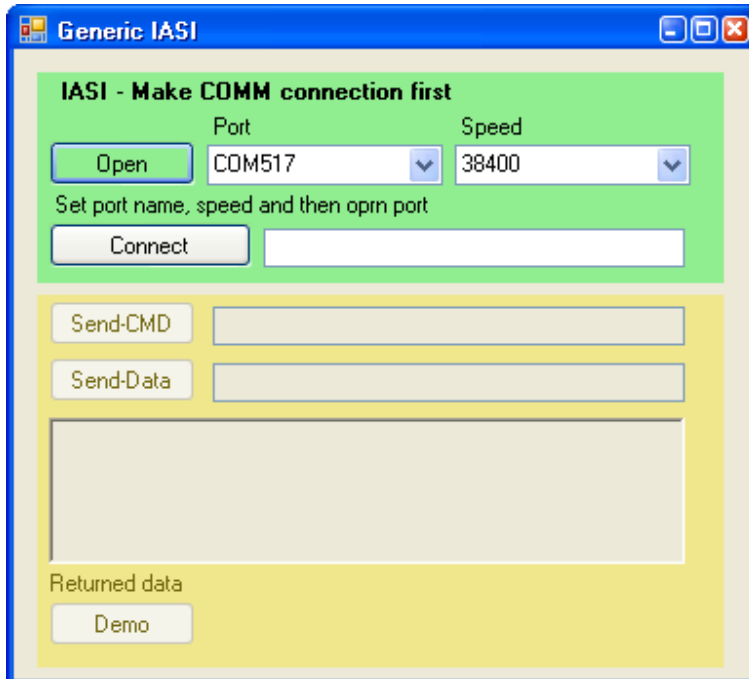 Generic IASI
IASI - Make COMM connection first
Port Speed
Open COM517 38400
Set port name, speed and then oprn port
Connect
Send-CMD
Send-Data
Returned data
Demo